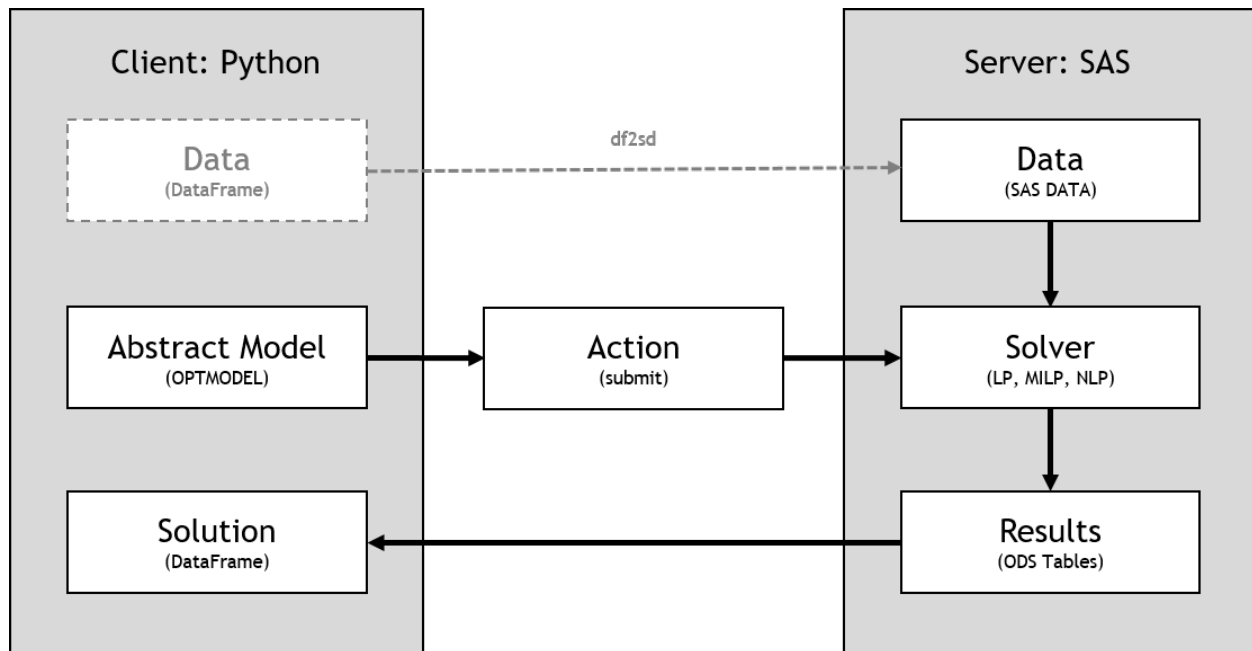 Client: Python
Server: SAS
Data
(DataFrame)
df2sd
Data
(SAS DATA)
Abstract Model
(OPTMODEL)
Action
(submit)
Solver
(LP, MILP, NLP)
Solution
(DataFrame)
Results
(ODS Tables)